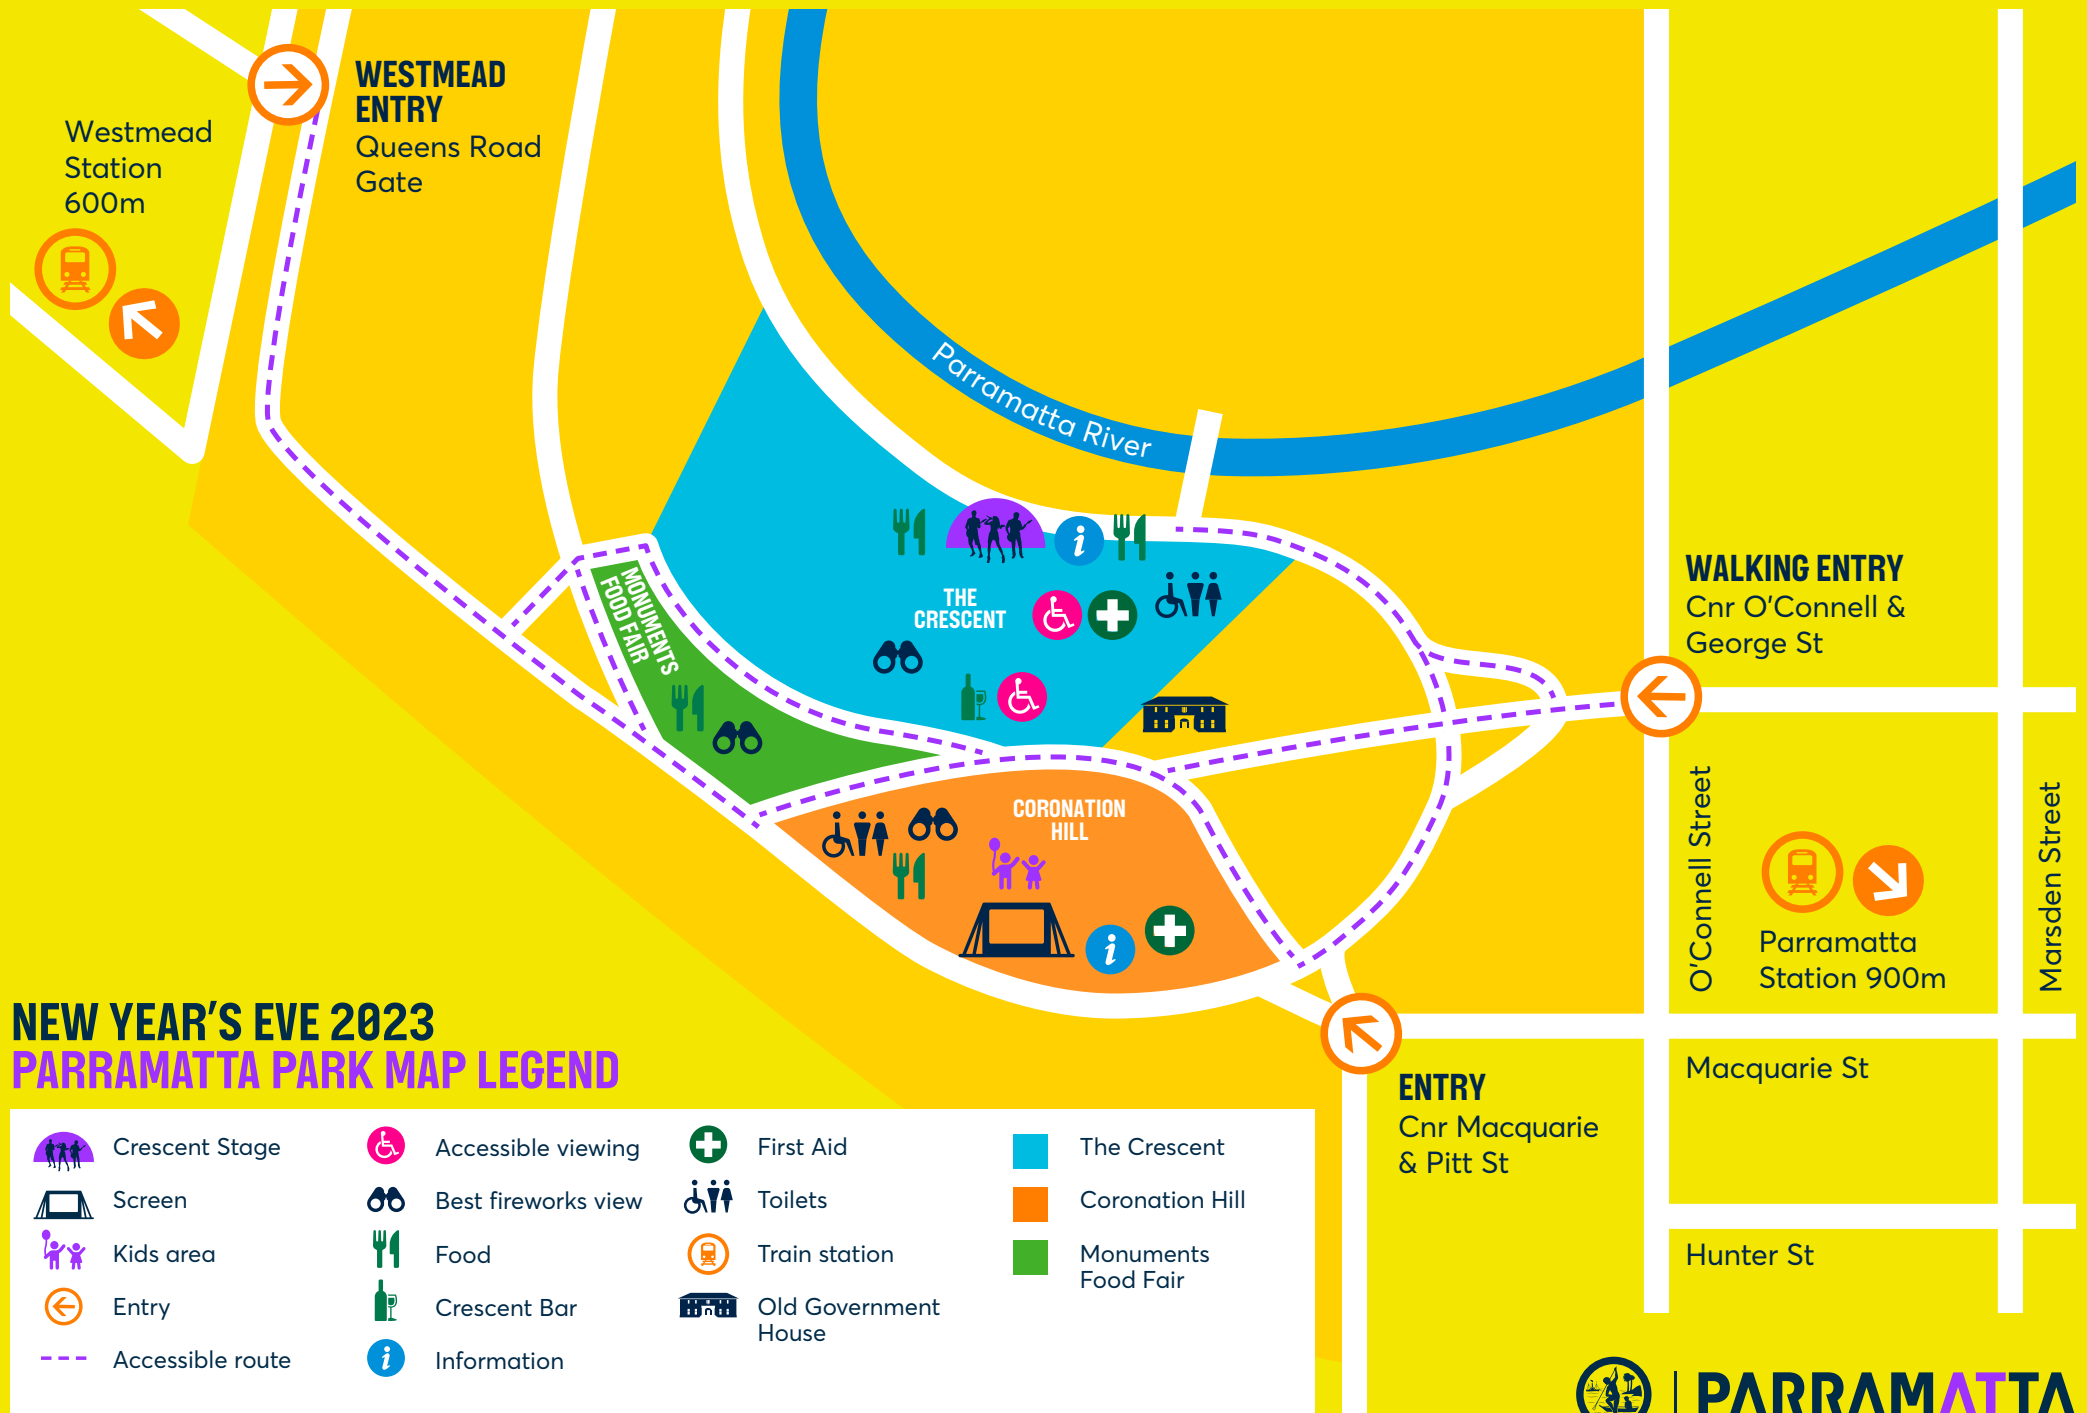 WESTMEAD
ENTRY
Queens Road
Gate
Westmead
Station
600m
Parramatta River
MONUMENTS
FOOD FAIR
THE
CRESCENT
CORONATION
HILL
WALKING ENTRY
Cnr O'Connell &
George St
O'Connell Street
Marsden Street
Parramatta
Station 900m
Macquarie St
ENTRY
Cnr Macquarie
& Pitt St
Hunter St
NEW YEAR'S EVE 2023
PARRAMATTA PARK MAP LEGEND
Crescent Stage
Screen
Kids area
Entry
Accessible route
Accessible viewing
Best fireworks view
Food
Crescent Bar
Information
First Aid
Toilets
Train station
Old Government
House
The Crescent
Coronation Hill
Monuments
Food Fair
PARRAMATTA